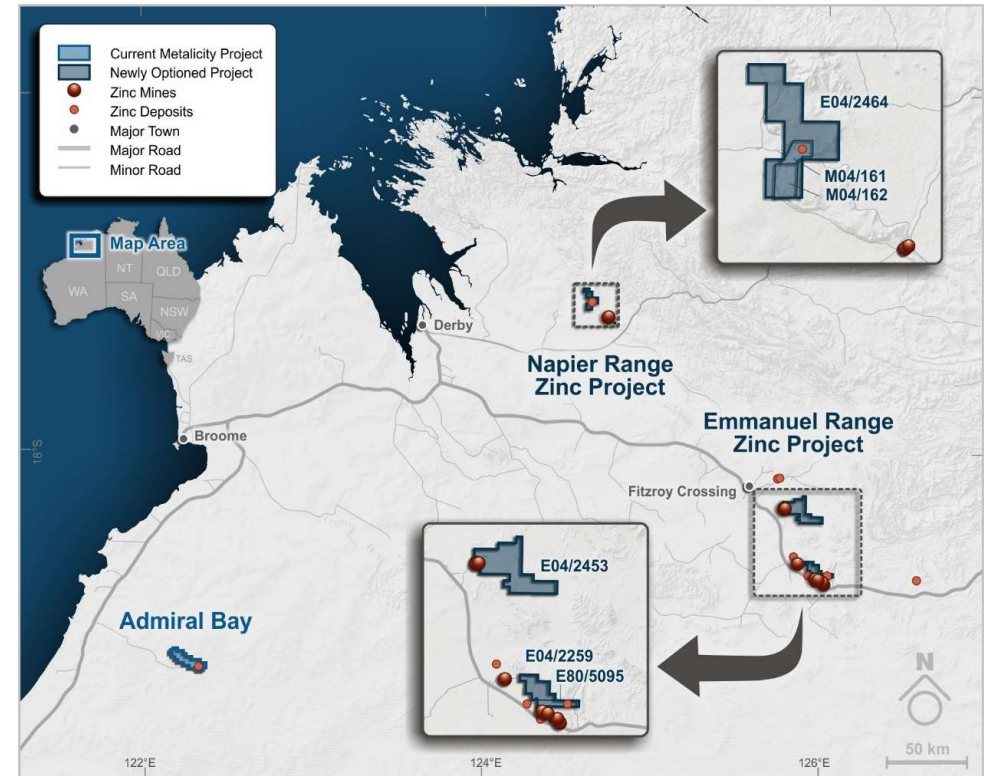 Current Metalicity Project
Newly Optioned Project
Zinc Mines
Zinc Deposits
Major Town
Major Road
Minor Road
Map Area
WA
NT
QLD
SA
NSW
VIC
TAS
E04/2464
M04/161
M04/162
Derby
Napier Range
Zinc Project
Broome
Emmanuel Range
Zinc Project
18°S
Fitzroy Crossing
E04/2453
Admiral Bay
E04/2259
E80/5095
N
50 km
122°E
124°E
126°E